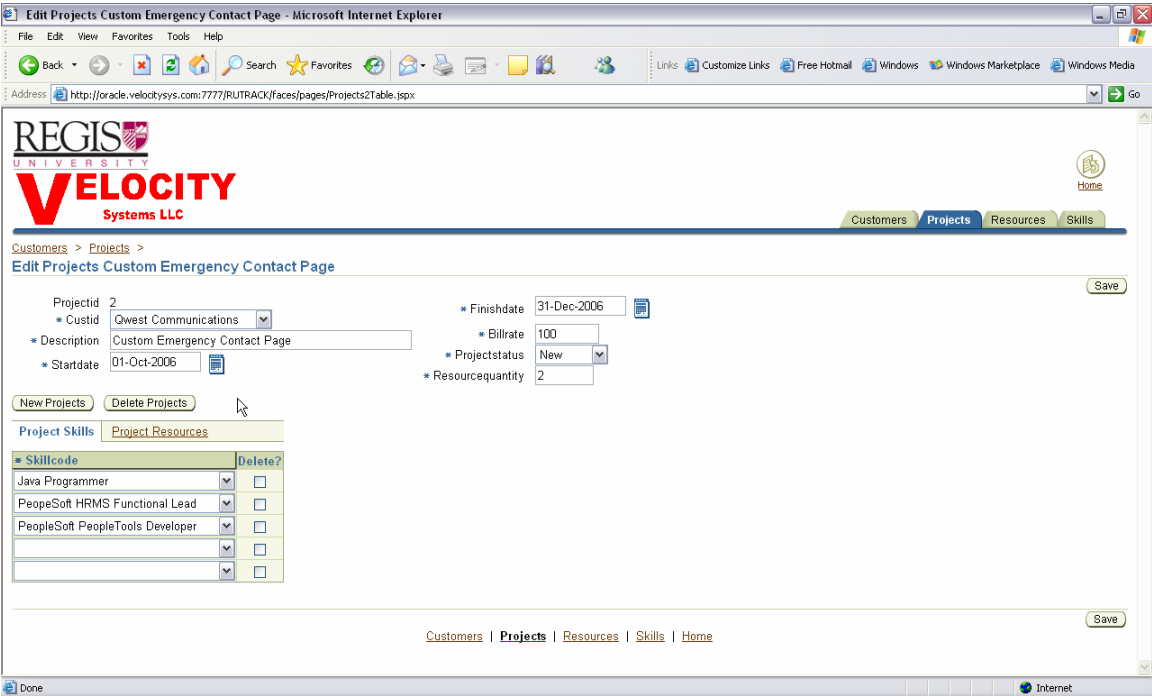 Edit Projects Custom Emergency Contact Page - Microsoft Internet Explorer
File Edit View Favorites Tools Help
Back Search Favorites Links Customize Links Free Hotmail Windows Windows Marketplace Windows Media
Address http://oracle.velocitysys.com:7777/RUTRACK/faces/pages/Projects2Table.jspx Go
REGIS
UNIVERSITY
VELOCITY
Systems LLC
Home
Customers Projects Resources Skills
Customers > Projects >
Edit Projects Custom Emergency Contact Page
Save
Projectid 2
* Custid Qwest Communications
* Description Custom Emergency Contact Page
* Startdate 01-Oct-2006
* Finishdate 31-Dec-2006
* Billrate 100
* Projectstatus New
* Resourcequantity 2
New Projects Delete Projects
Project Skills Project Resources
* Skillcode Delete?
Java Programmer
PeopeSoft HRMS Functional Lead
PeopleSoft PeopleTools Developer
Save
Customers | Projects | Resources | Skills | Home
Done Internet